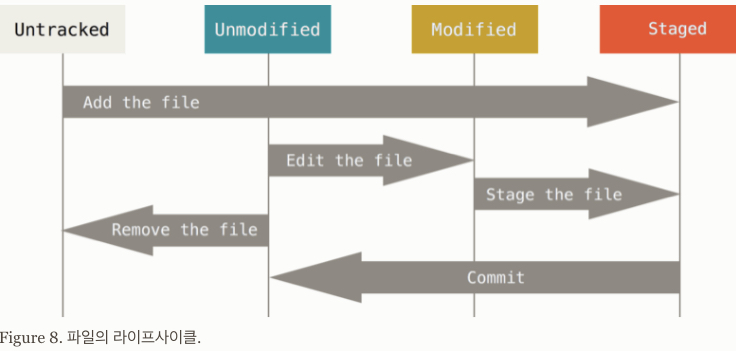 Untracked
Unmodified
Modified
Staged
Add the file
Edit the file
Stage the file
Remove the file
Commit
Figure 8. 파일의 라이프사이클.